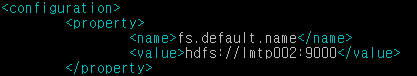 <configuration>
<property>
<name>fs.default.name</name>
<value>hdfs://lmtp002:9000</value>
</property>